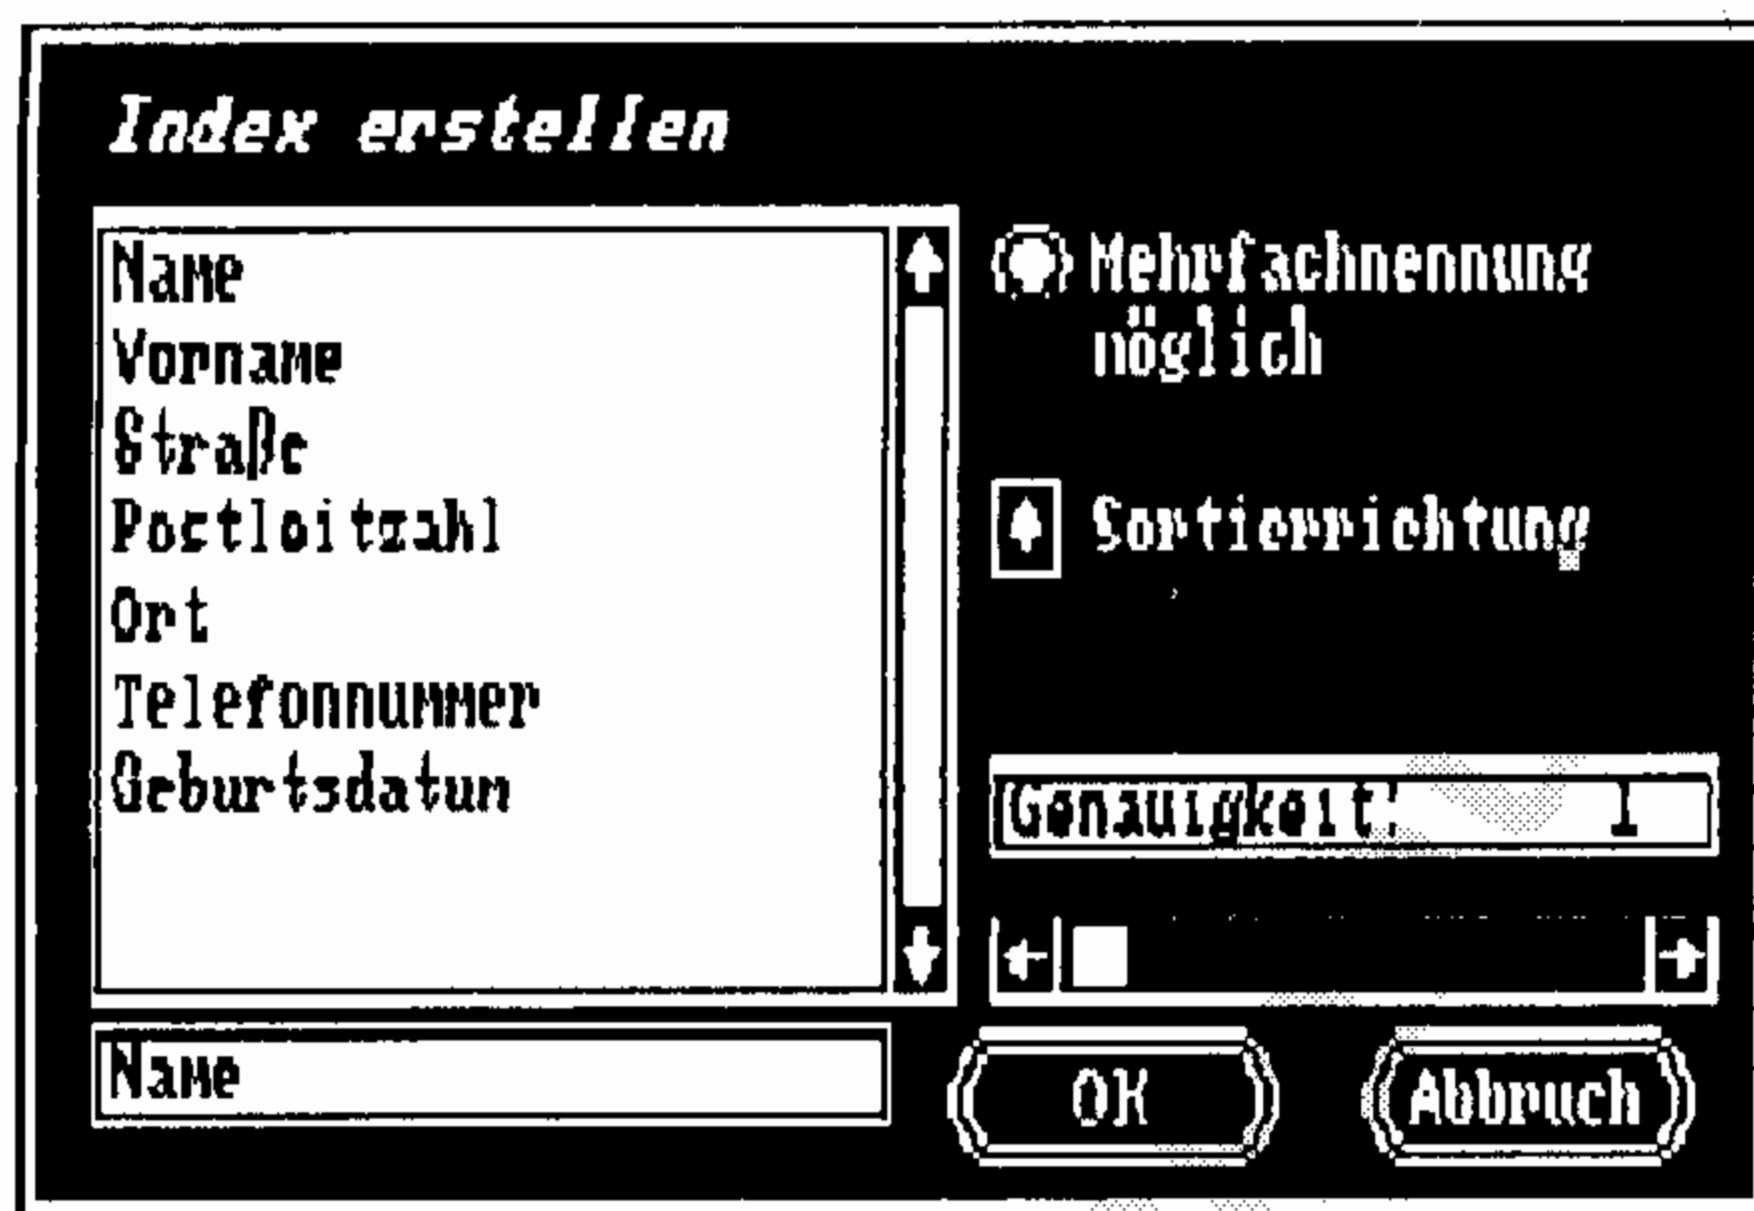 Index erstellen
Name
Vorname
Straße
Postleitzahl
Ort
Telefonnummer
Geburtsdatum
Name
Mehrfachnennung
möglich
Sortierrichtung
Genauigkeit: 1
OK
Abbruch